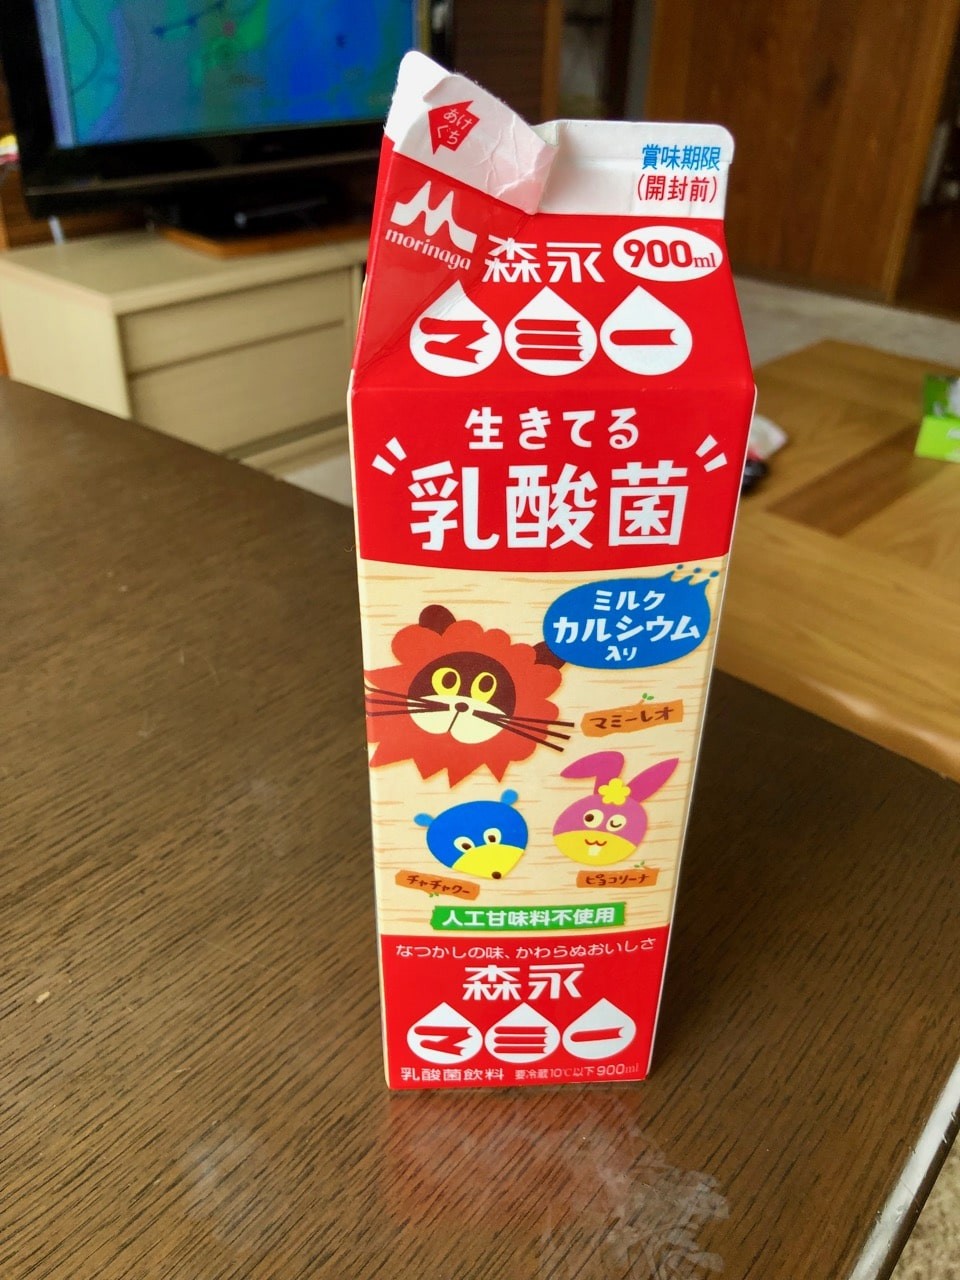 あけ
ぐち
賞味期限
(開封前)
morinaga
森永
900ml
マミー
生きてる
乳酸菌
ミルク
カルシウム
入り
マミーレオ
チャチャクー
ピョコリーナ
人工甘味料不使用
なつかしの味、かわらぬおいしさ
森永
マミー
乳酸菌飲料 要冷蔵10℃以下 900ml